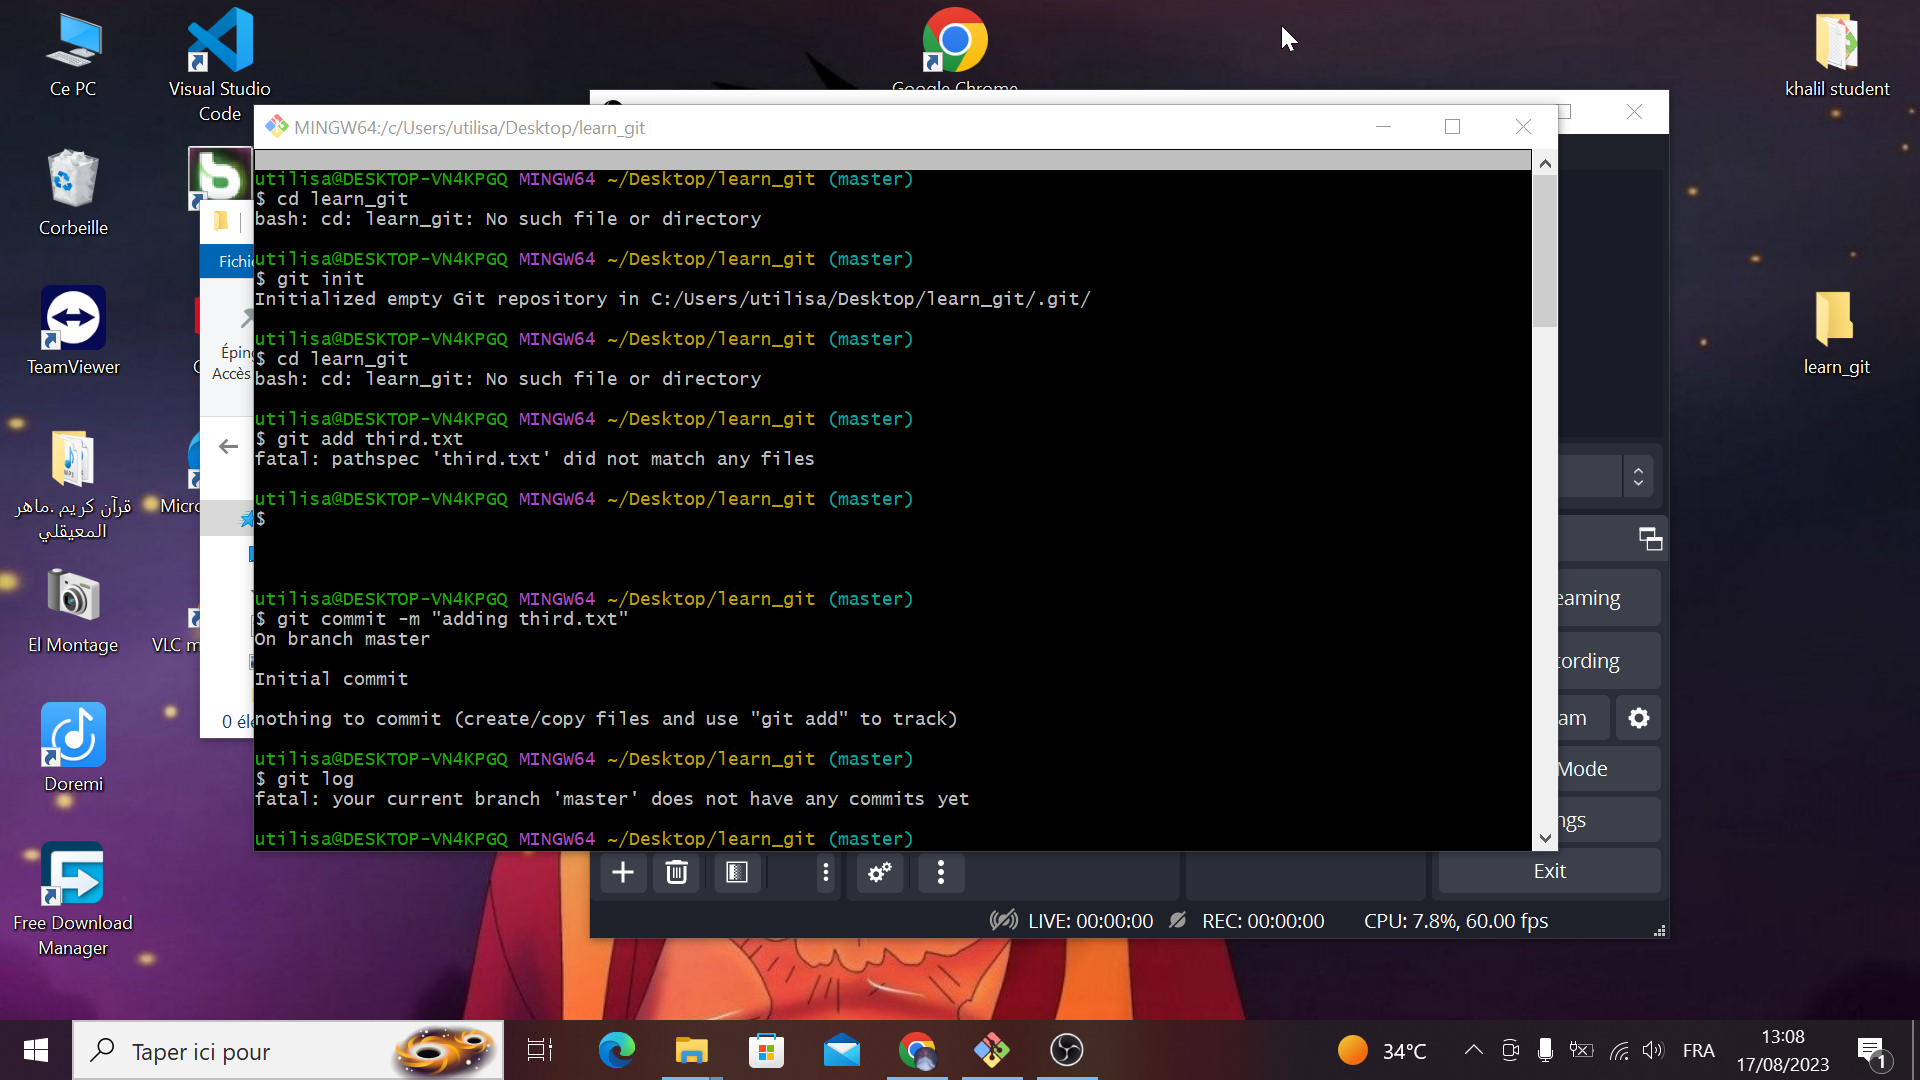 Ce PC
Visual Studio
Code
Google Chrome
khalil student
MINGW64:/c/Users/utilisa/Desktop/learn_git
utilisa@DESKTOP-VN4KPGQ MINGW64 ~/Desktop/learn_git (master)
$ cd learn_git
bash: cd: learn_git: No such file or directory
utilisa@DESKTOP-VN4KPGQ MINGW64 ~/Desktop/learn_git (master)
$ git init
Initialized empty Git repository in C:/Users/utilisa/Desktop/learn_git/.git/
utilisa@DESKTOP-VN4KPGQ MINGW64 ~/Desktop/learn_git (master)
$ cd learn_git
bash: cd: learn_git: No such file or directory
utilisa@DESKTOP-VN4KPGQ MINGW64 ~/Desktop/learn_git (master)
$ git add third.txt
fatal: pathspec 'third.txt' did not match any files
utilisa@DESKTOP-VN4KPGQ MINGW64 ~/Desktop/learn_git (master)
$
utilisa@DESKTOP-VN4KPGQ MINGW64 ~/Desktop/learn_git (master)
$ git commit -m "adding third.txt"
On branch master
Initial commit
nothing to commit (create/copy files and use "git add" to track)
utilisa@DESKTOP-VN4KPGQ MINGW64 ~/Desktop/learn_git (master)
$ git log
fatal: your current branch 'master' does not have any commits yet
utilisa@DESKTOP-VN4KPGQ MINGW64 ~/Desktop/learn_git (master)
Corbeille
Fichi
TeamViewer
Épin
Accès
learn_git
قرآن كريم .ماهر
المعيقلي
Micro
El Montage
VLC m
0 élé
Doremi
Free Download
Manager
eaming
cording
am
Mode
ngs
Exit
LIVE: 00:00:00
REC: 00:00:00
CPU: 7.8%, 60.00 fps
Taper ici pour
34°C
FRA
13:08
17/08/2023
1